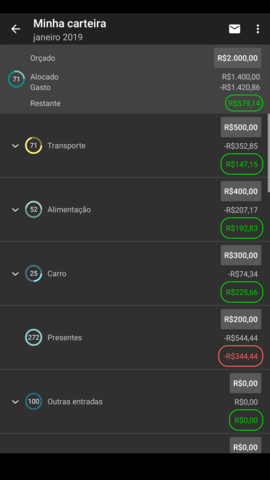 Minha carteira
janeiro 2019
Orçado R$2.000,00
71 Alocado R$1.400,00
Gasto -R$1.420,86
Restante R$579,14
R$500,00
71 Transporte -R$352,85
R$147,15
R$400,00
52 Alimentação -R$207,17
R$192,83
R$300,00
25 Carro -R$74,34
R$225,66
R$200,00
272 Presentes -R$544,44
-R$344,44
R$0,00
100 Outras entradas R$0,00
R$0,00
R$0,00